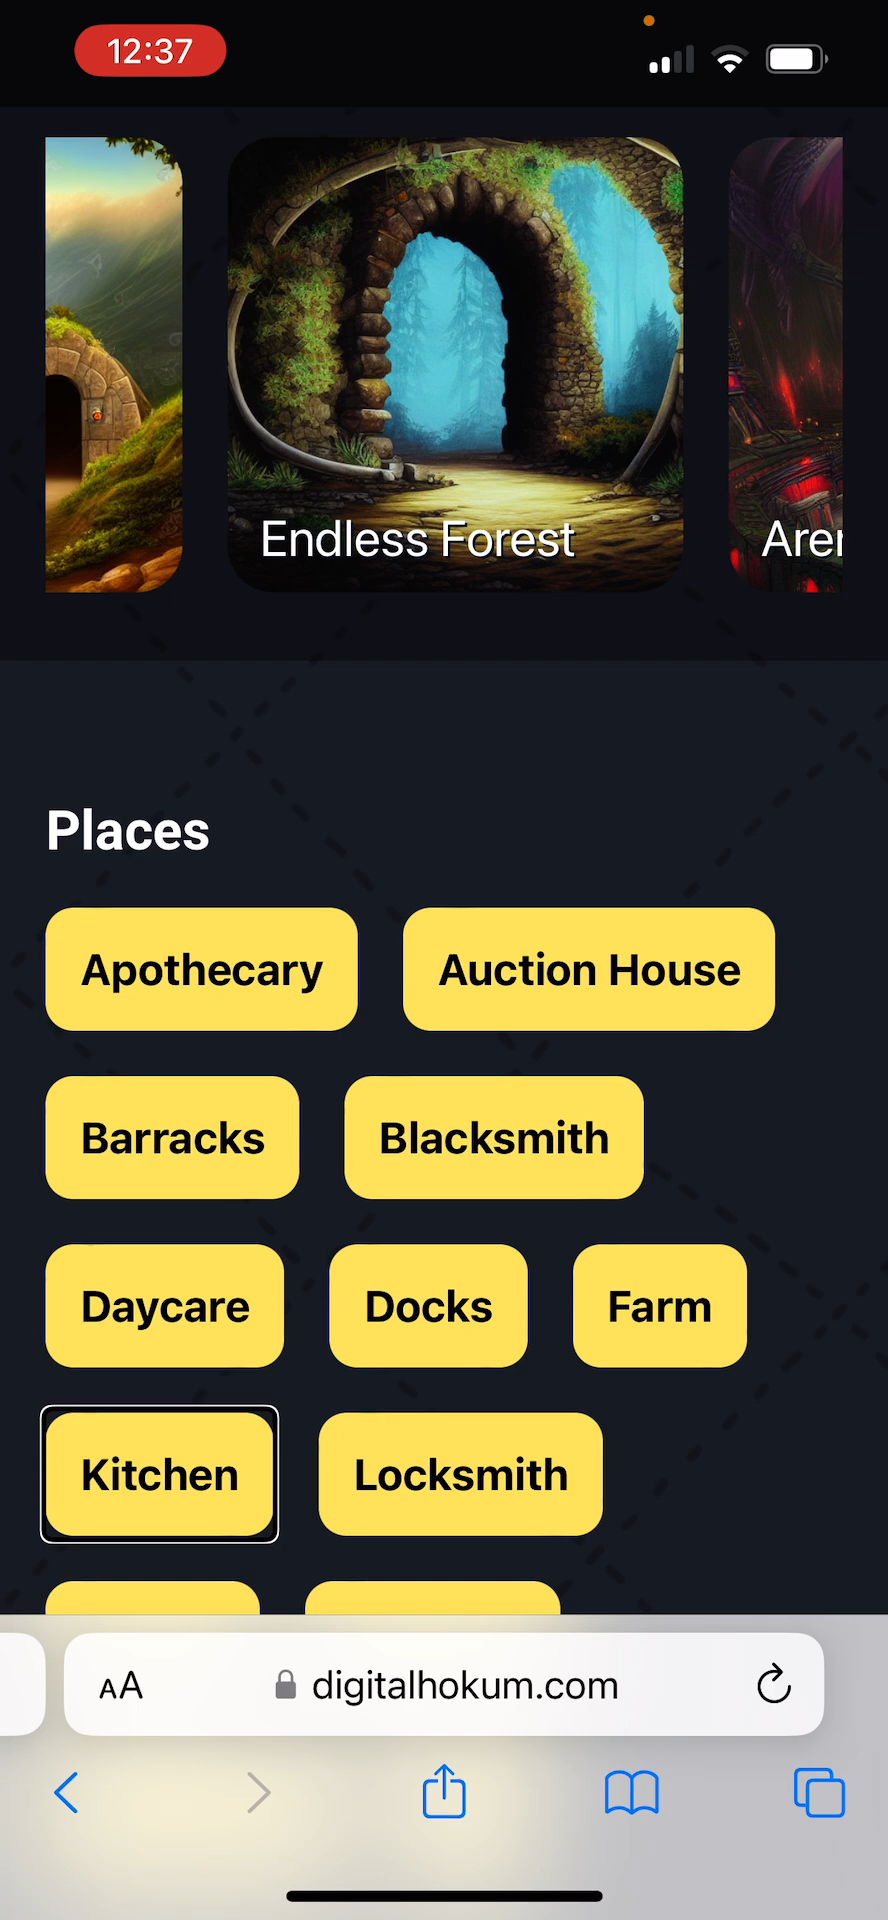 12:37
Endless Forest
Places
Apothecary
Auction House
Barracks
Blacksmith
Daycare
Docks
Farm
Kitchen
Locksmith
AA
digitalhokum.com